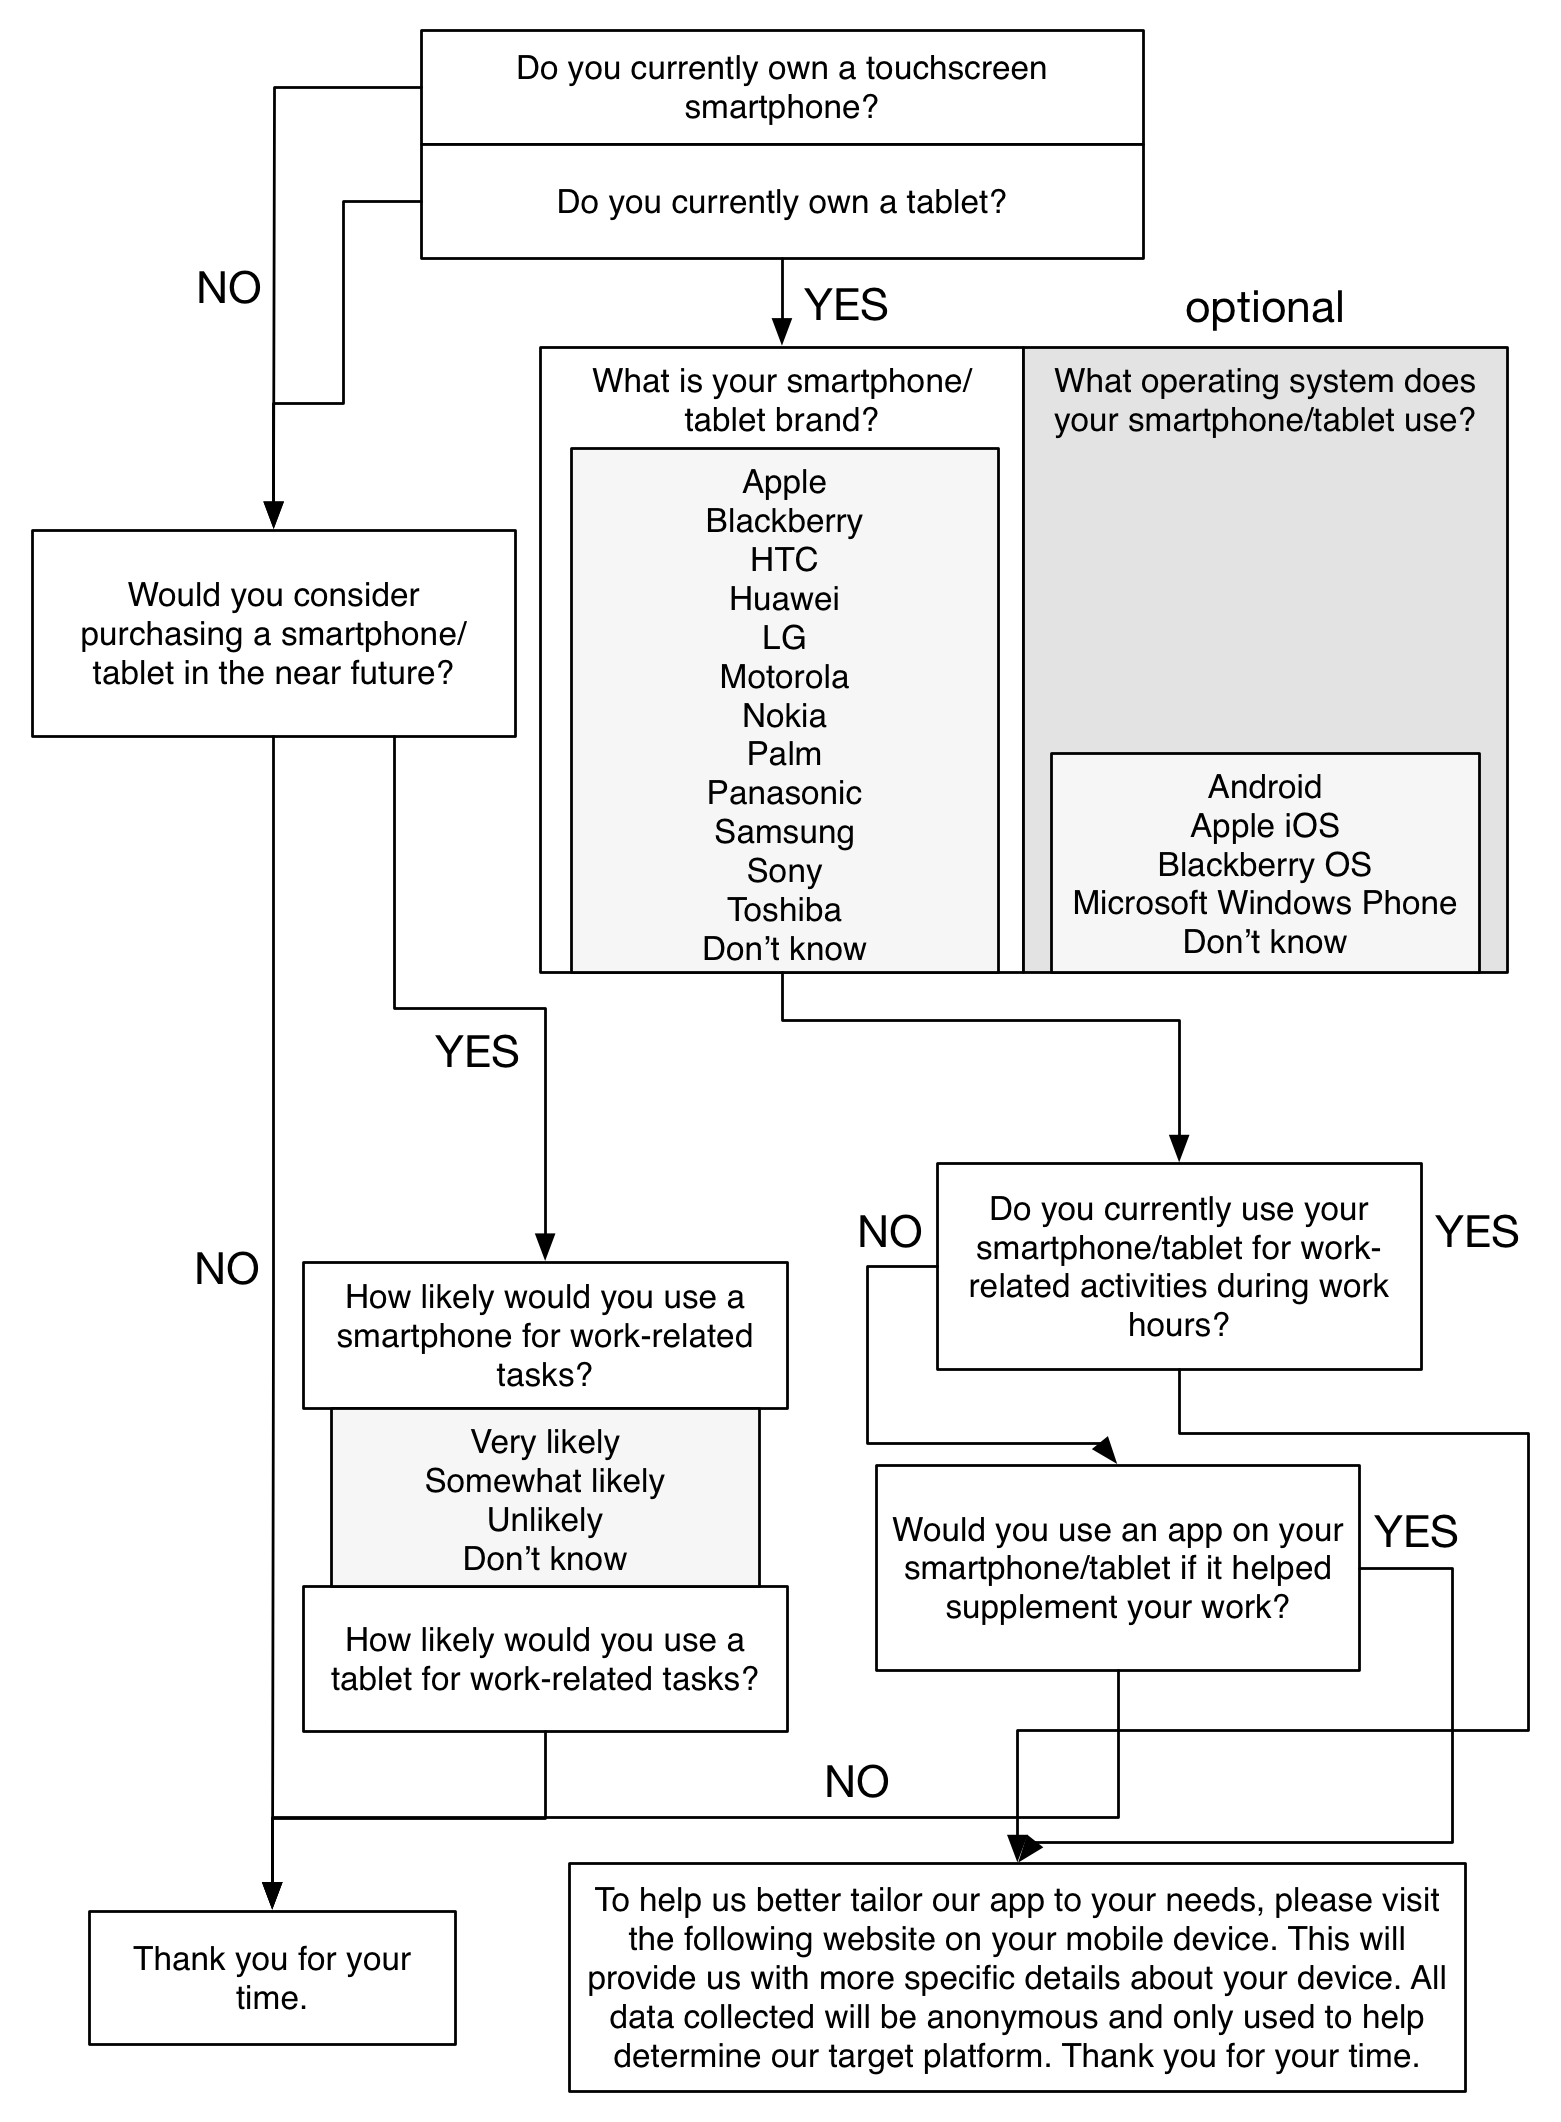 Do you currently own a touchscreen
smartphone?
Do you currently own a tablet?
NO
YES
optional
What is your smartphone/
tablet brand?
Apple
Blackberry
HTC
Huawei
LG
Motorola
Nokia
Palm
Panasonic
Samsung
Sony
Toshiba
Don’t know
What operating system does
your smartphone/tablet use?
Android
Apple iOS
Blackberry OS
Microsoft Windows Phone
Don’t know
Would you consider
purchasing a smartphone/
tablet in the near future?
YES
NO
How likely would you use a
smartphone for work-related
tasks?
Very likely
Somewhat likely
Unlikely
Don’t know
How likely would you use a
tablet for work-related tasks?
NO
Do you currently use your
smartphone/tablet for work-
related activities during work
hours?
YES
Would you use an app on your
smartphone/tablet if it helped
supplement your work?
YES
NO
Thank you for your
time.
To help us better tailor our app to your needs, please visit
the following website on your mobile device. This will
provide us with more specific details about your device. All
data collected will be anonymous and only used to help
determine our target platform. Thank you for your time.